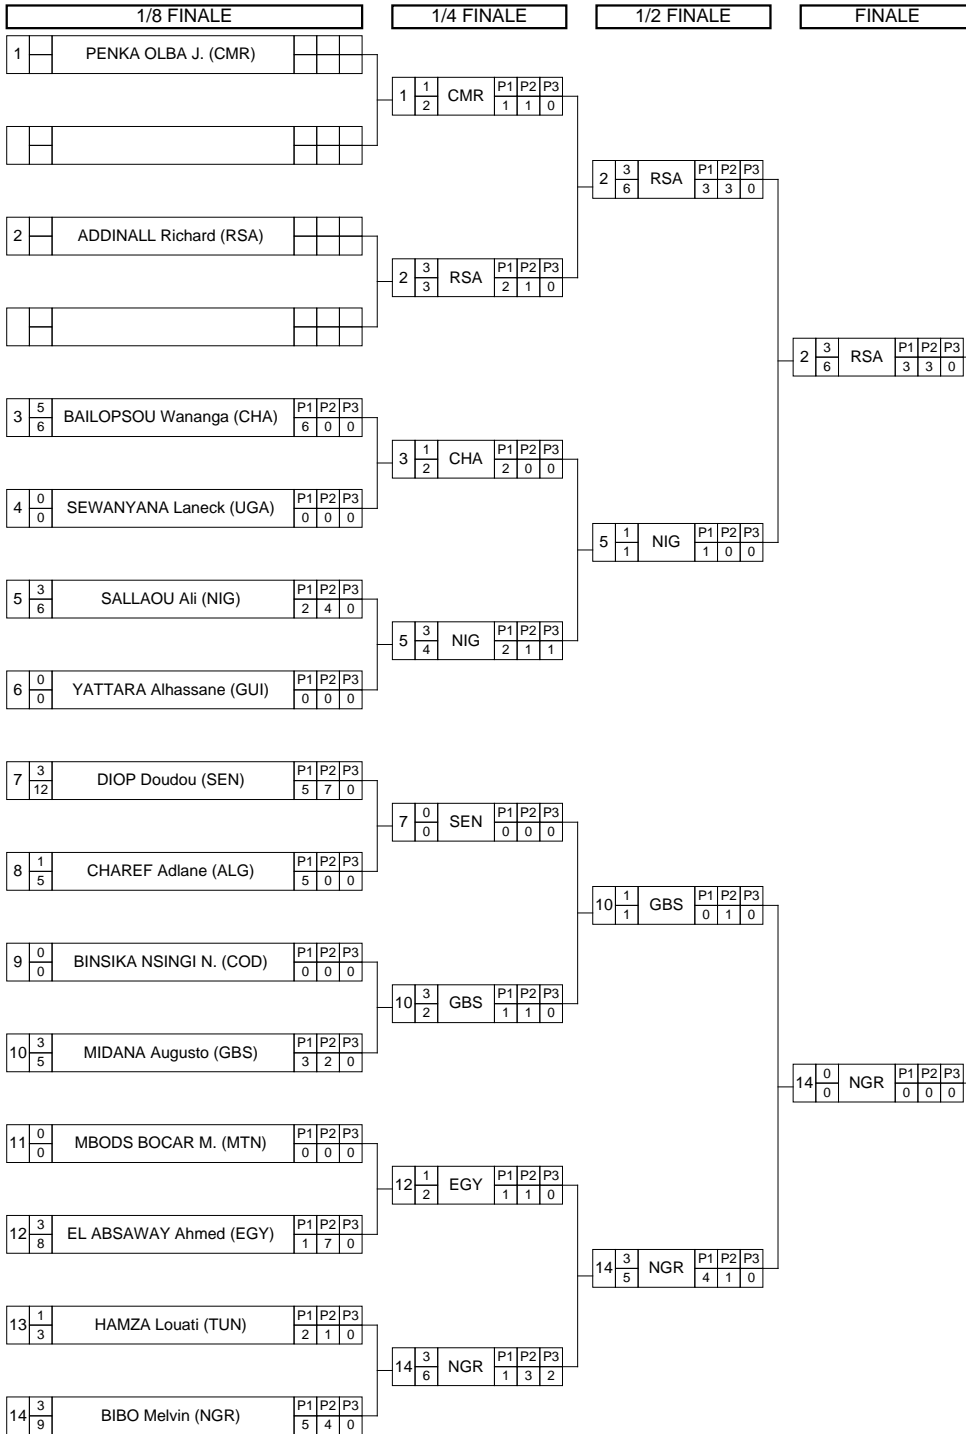 1/8 FINALE 1/4 FINALE 1/2 FINALE FINALE
1 PENKA OLBA J. (CMR)
1 1 CMR P1 P2 P3
2 1 1 0
2 3 RSA P1 P2 P3
6 3 3 0
2 ADDINALL Richard (RSA)
2 3 RSA P1 P2 P3
3 2 1 0
2 3 RSA P1 P2 P3
6 3 3 0
3 5 BAILOPSOU Wananga (CHA) P1 P2 P3
6 6 0 0
3 1 CHA P1 P2 P3
2 2 0 0
4 0 SEWANYANA Laneck (UGA) P1 P2 P3
0 0 0 0
5 1 NIG P1 P2 P3
1 1 0 0
5 3 SALLAOU Ali (NIG) P1 P2 P3
6 2 4 0
5 3 NIG P1 P2 P3
4 2 1 1
6 0 YATTARA Alhassane (GUI) P1 P2 P3
0 0 0 0
7 3 DIOP Doudou (SEN) P1 P2 P3
12 5 7 0
7 0 SEN P1 P2 P3
0 0 0 0
8 1 CHAREF Adlane (ALG) P1 P2 P3
5 5 0 0
10 1 GBS P1 P2 P3
1 0 1 0
9 0 BINSIKA NSINGI N. (COD) P1 P2 P3
0 0 0 0
10 3 GBS P1 P2 P3
2 1 1 0
10 3 MIDANA Augusto (GBS) P1 P2 P3
5 3 2 0
14 0 NGR P1 P2 P3
0 0 0 0
11 0 MBODS BOCAR M. (MTN) P1 P2 P3
0 0 0 0
12 1 EGY P1 P2 P3
2 1 1 0
12 3 EL ABSAWAY Ahmed (EGY) P1 P2 P3
8 1 7 0
14 3 NGR P1 P2 P3
5 4 1 0
13 1 HAMZA Louati (TUN) P1 P2 P3
3 2 1 0
14 3 NGR P1 P2 P3
6 1 3 2
14 3 BIBO Melvin (NGR) P1 P2 P3
9 5 4 0